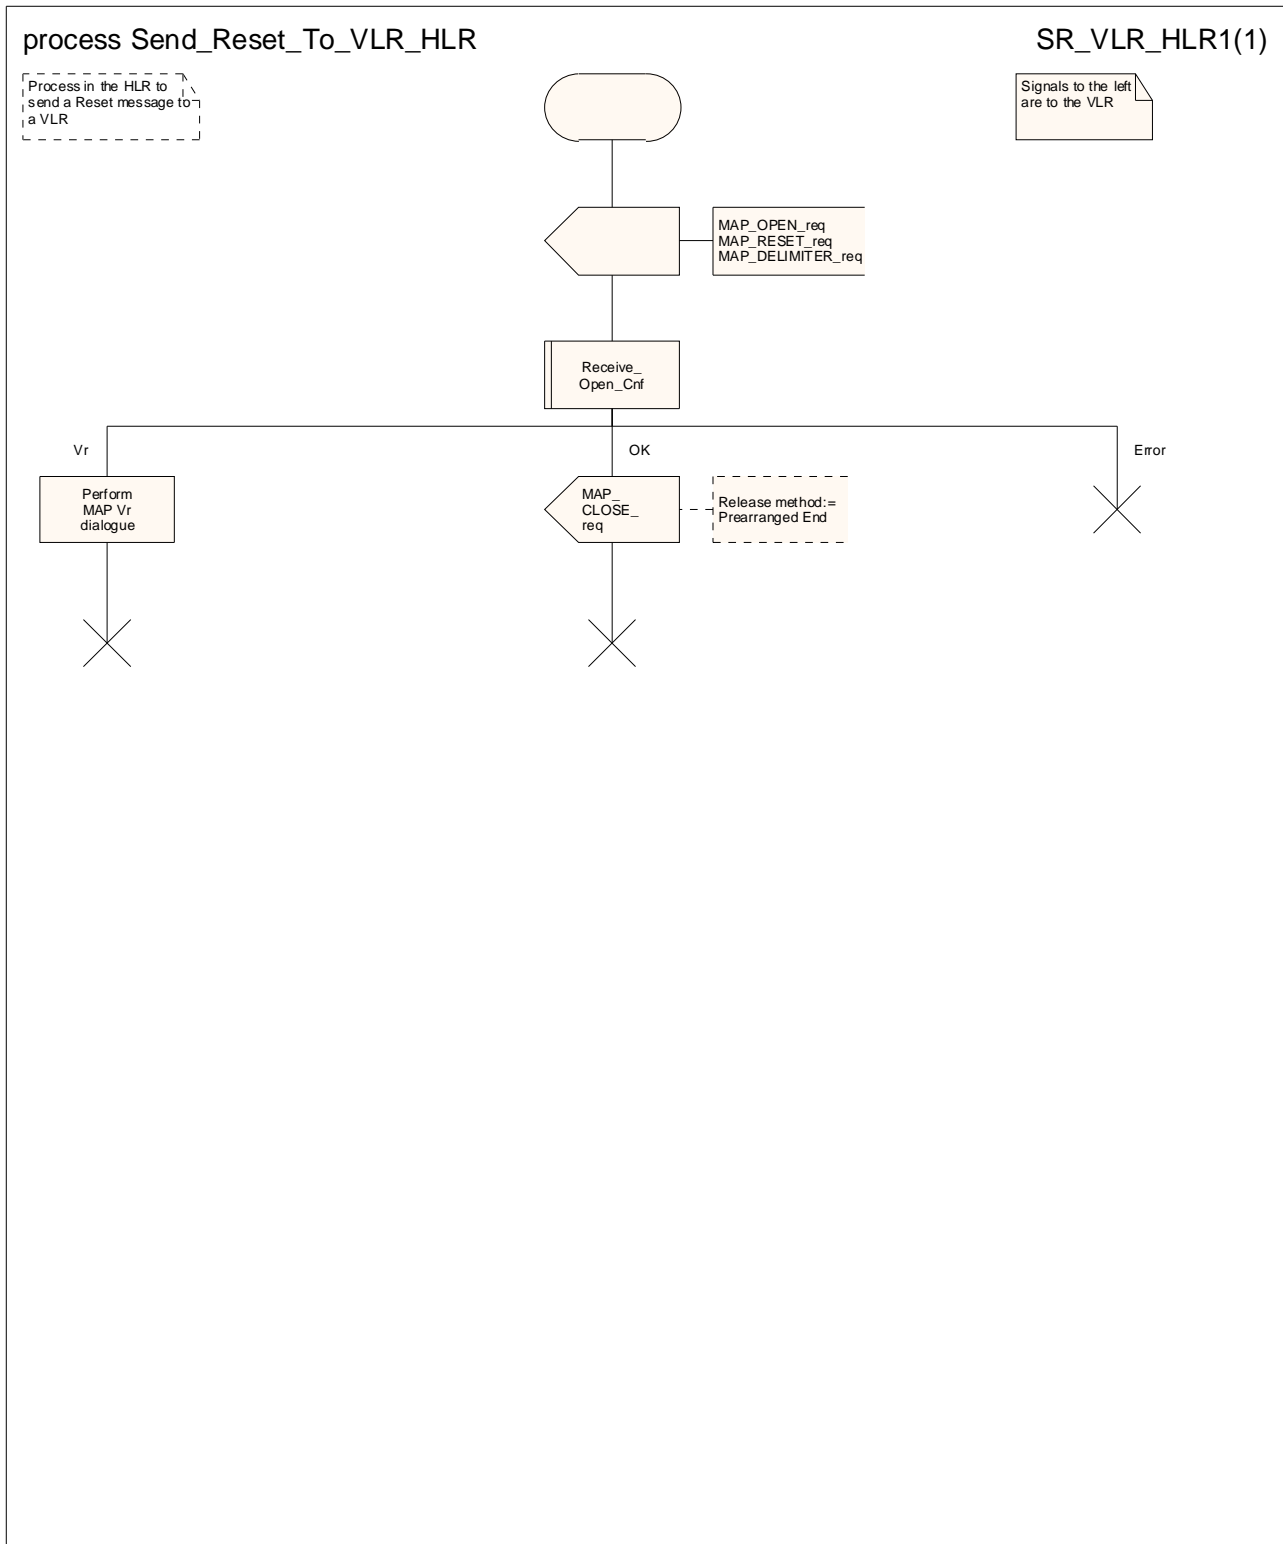 process Send_Reset_To_VLR_HLR
SR_VLR_HLR1(1)
Process in the HLR to
send a Reset message to
a VLR
Signals to the left
are to the VLR
MAP_OPEN_req
MAP_RESET_req
MAP_DELIMITER_req
Receive_
Open_Cnf
Vr
OK
Error
Perform
MAP Vr
dialogue
MAP_
CLOSE_
req
Release method:=
Prearranged End